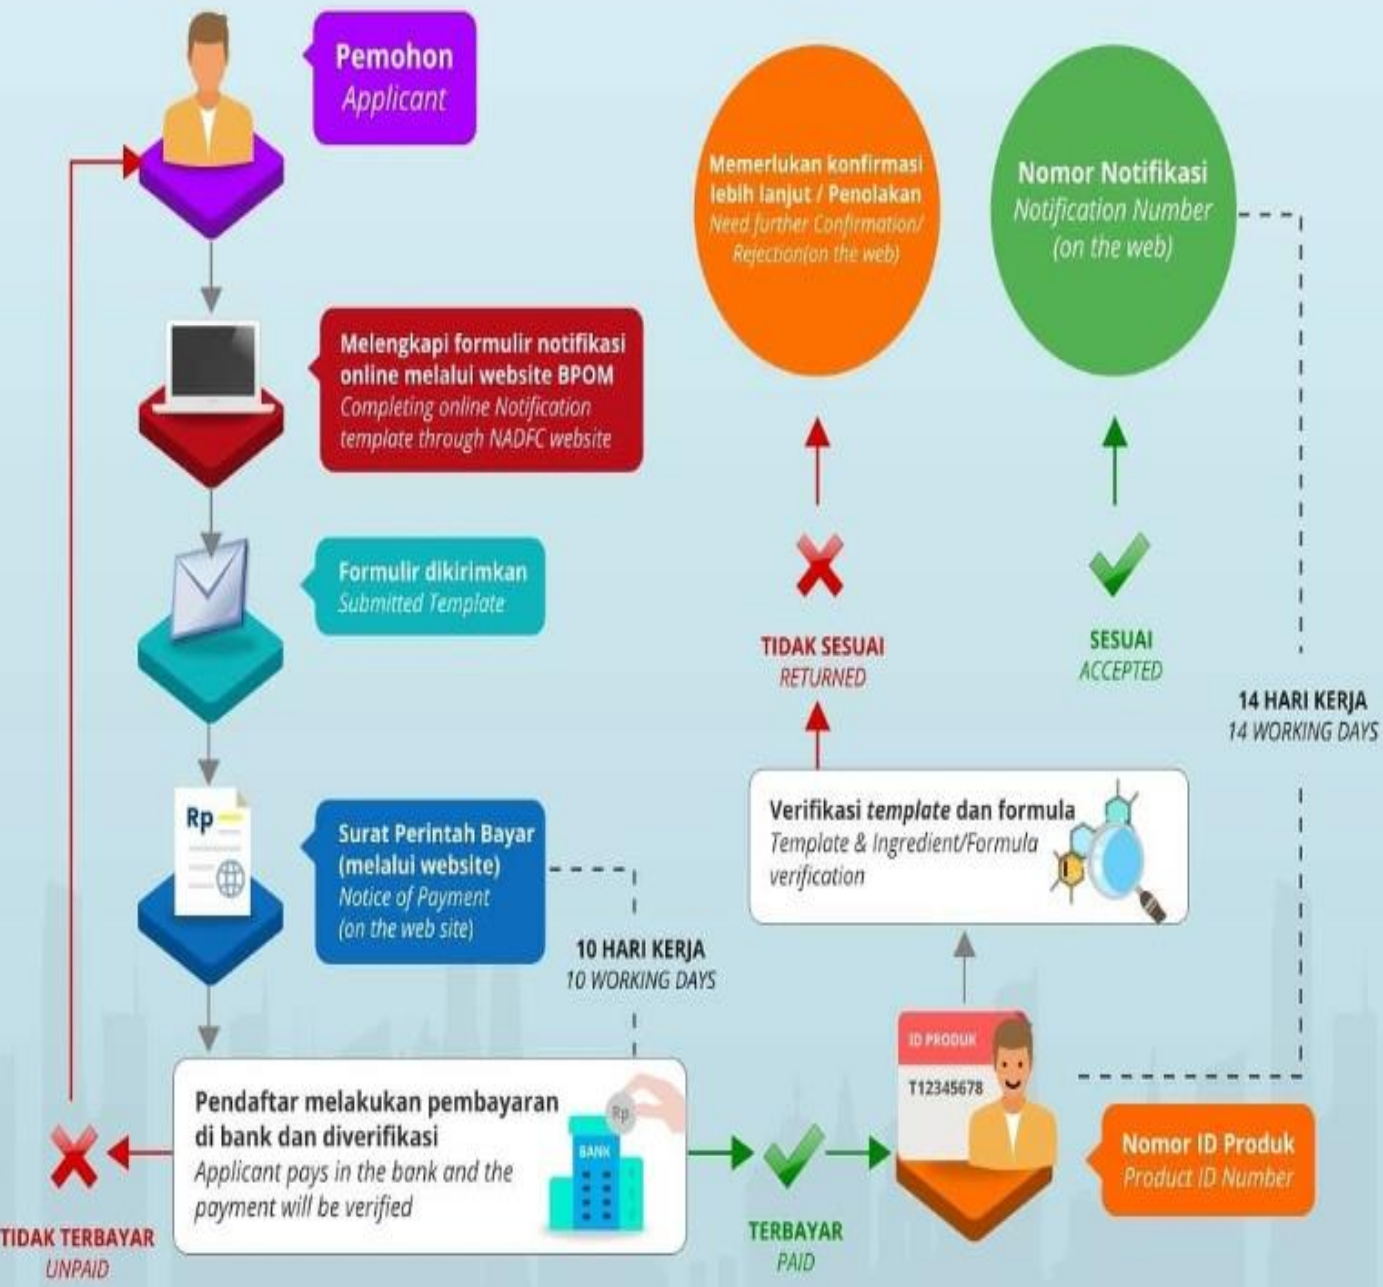 Pemohon
Applicant
Melengkapi formulir notifikasi
online melalui website BPOM
Completing online Notification
template through NADFC website
Formulir dikirimkan
Submitted Template
Rp
Surat Perintah Bayar
(melalui website)
Notice of Payment
(on the web site)
10 HARI KERJA
10 WORKING DAYS
Pendaftar melakukan pembayaran
di bank dan diverifikasi
Applicant pays in the bank and the
payment will be verified
Rp
BANK
TIDAK TERBAYAR
UNPAID
TERBAYAR
PAID
ID PRODUK
T12345678
Nomor ID Produk
Product ID Number
Verifikasi template dan formula
Template & Ingredient/Formula
verification
TIDAK SESUAI
RETURNED
SESUAI
ACCEPTED
Memerlukan konfirmasi
lebih lanjut / Penolakan
Need further Confirmation/
Rejection(on the web)
Nomor Notifikasi
Notification Number
(on the web)
14 HARI KERJA
14 WORKING DAYS